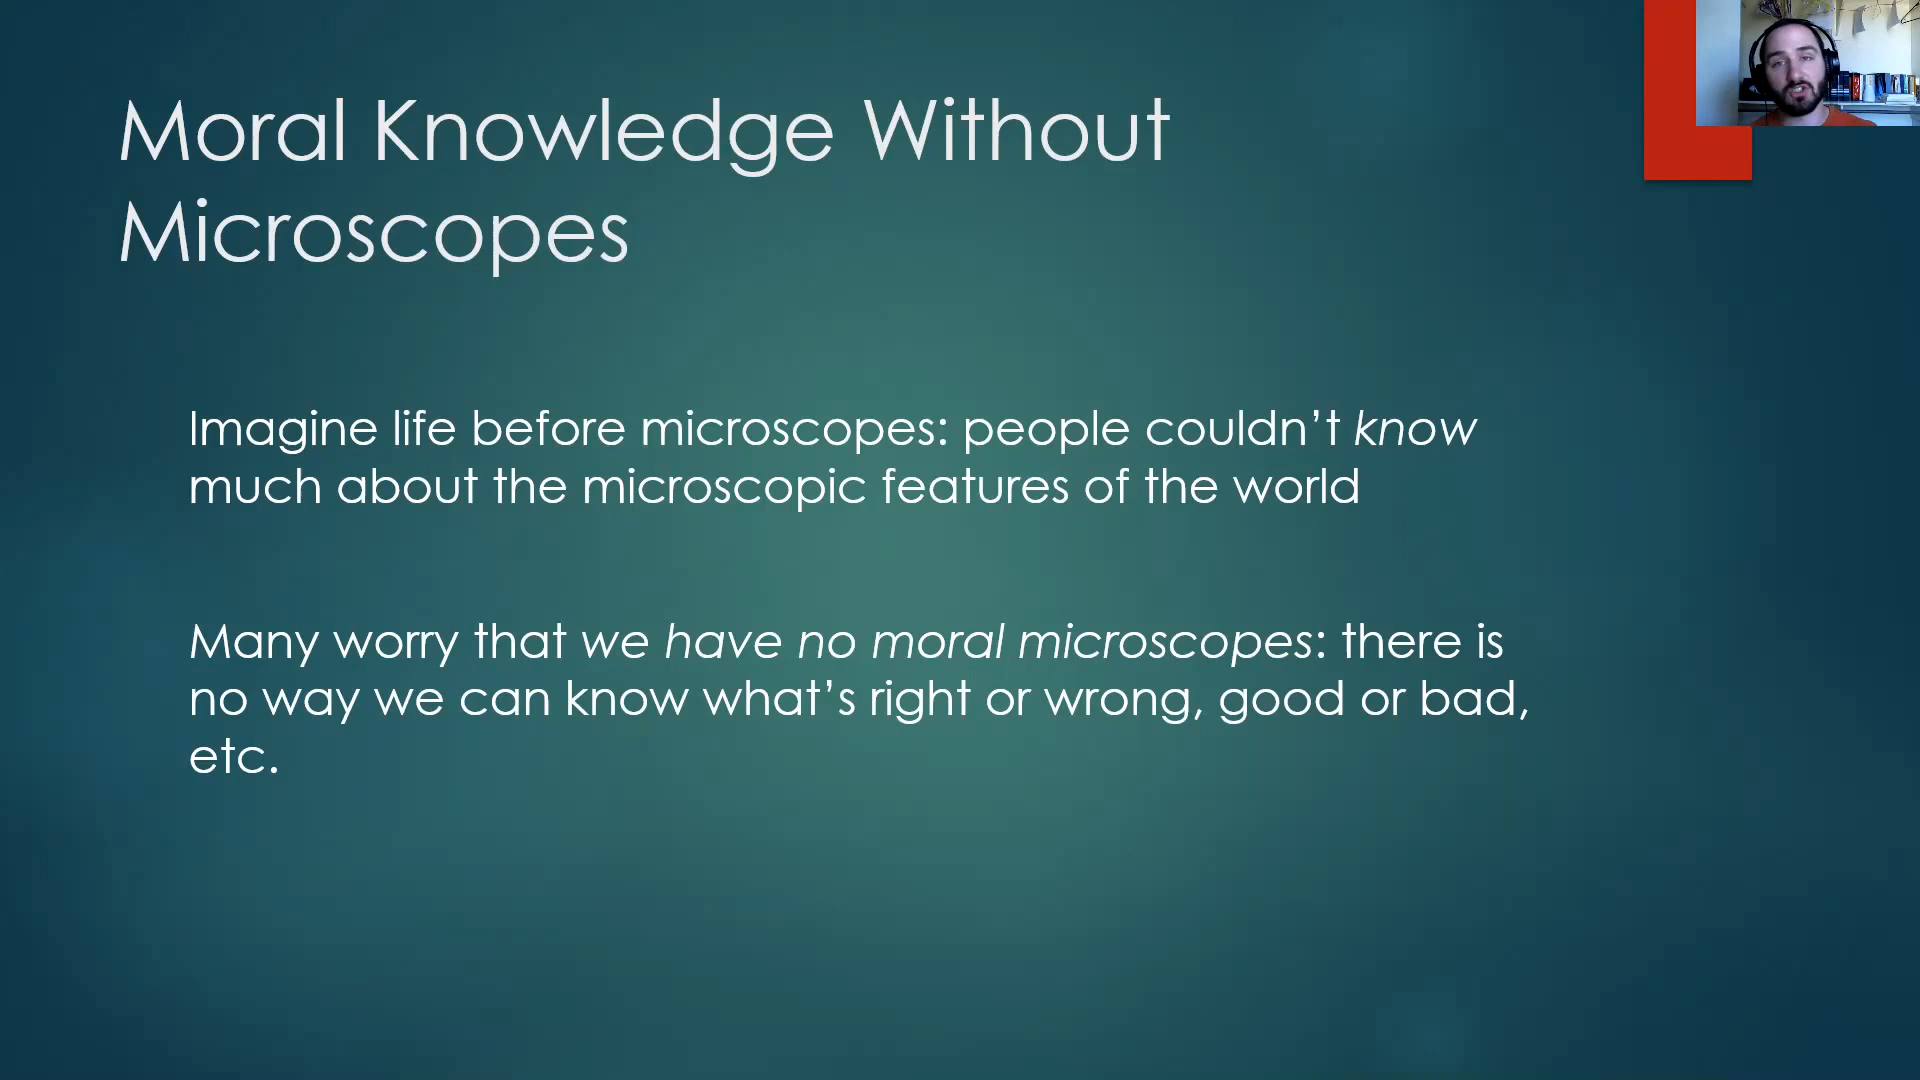 Moral Knowledge Without
Microscopes
Imagine life before microscopes: people couldn’t know
much about the microscopic features of the world
Many worry that we have no moral microscopes: there is
no way we can know what’s right or wrong, good or bad,
etc.